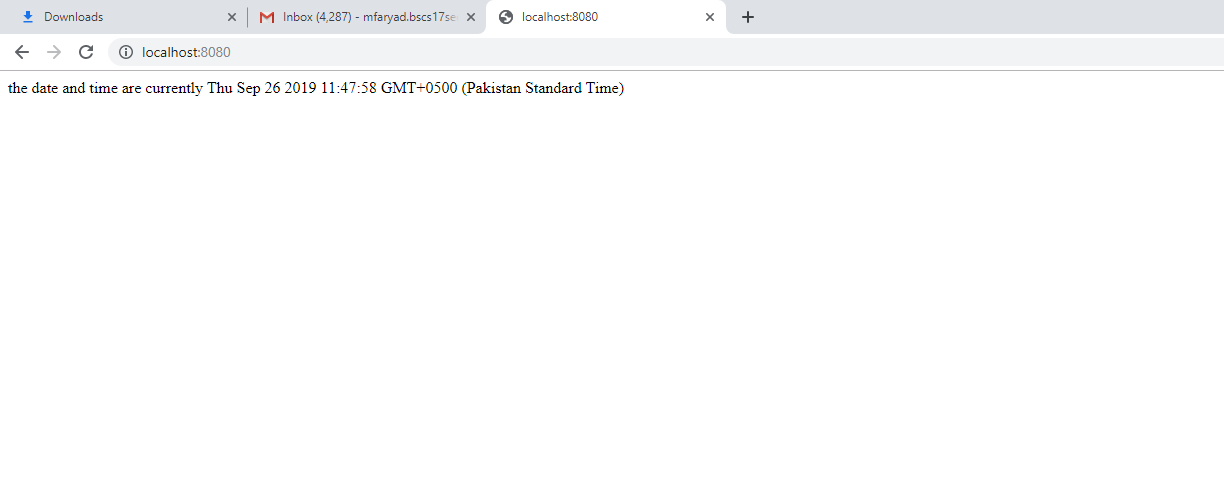 Downloads
Inbox (4,287) - mfaryad.bscs17se
localhost:8080
localhost:8080
the date and time are currently Thu Sep 26 2019 11:47:58 GMT+0500 (Pakistan Standard Time)